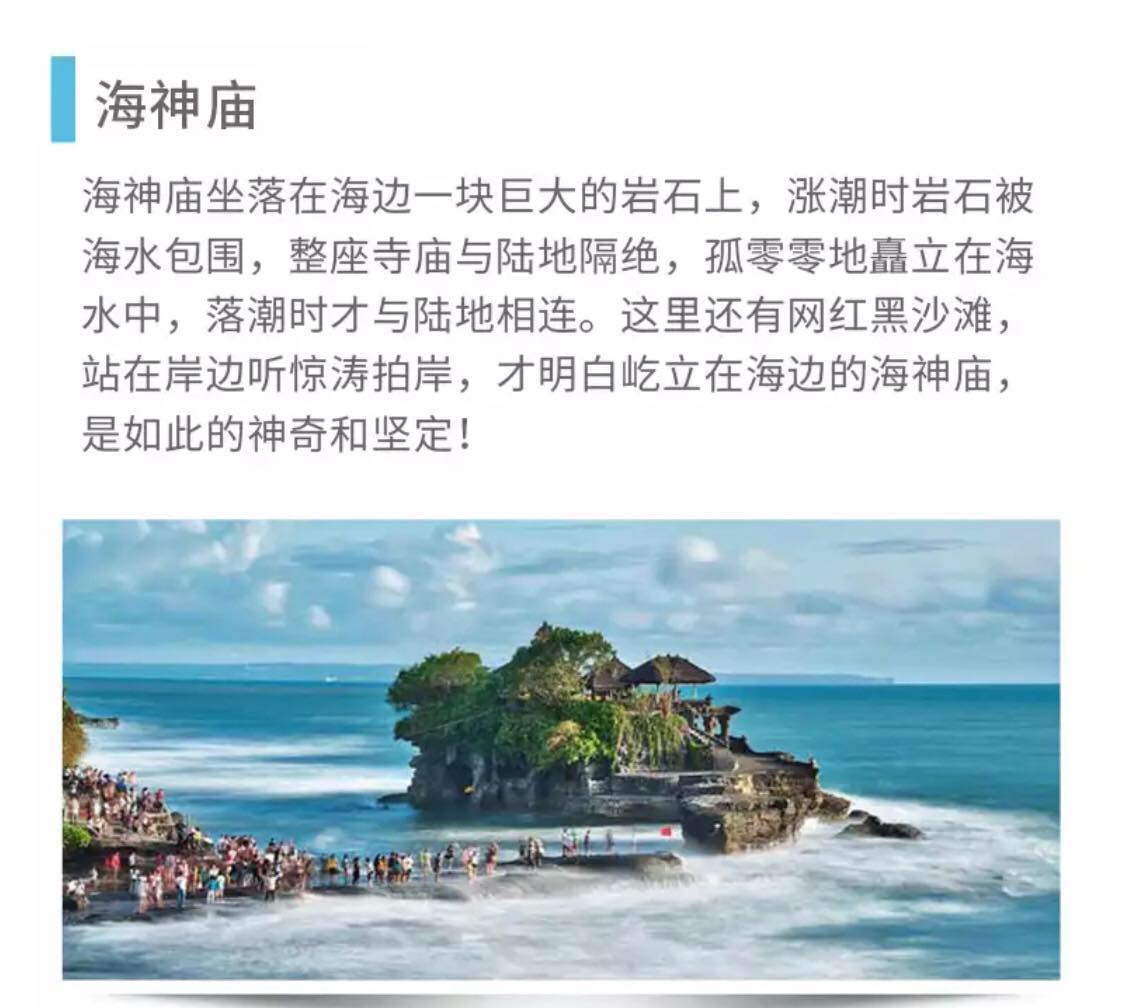 海神庙
海神庙坐落在海边一块巨大的岩石上，涨潮时岩石被
海水包围，整座寺庙与陆地隔绝，孤零零地矗立在海
水中，落潮时才与陆地相连。这里还有网红黑沙滩，
站在岸边听惊涛拍岸，才明白屹立在海边的海神庙，
是如此的神奇和坚定！